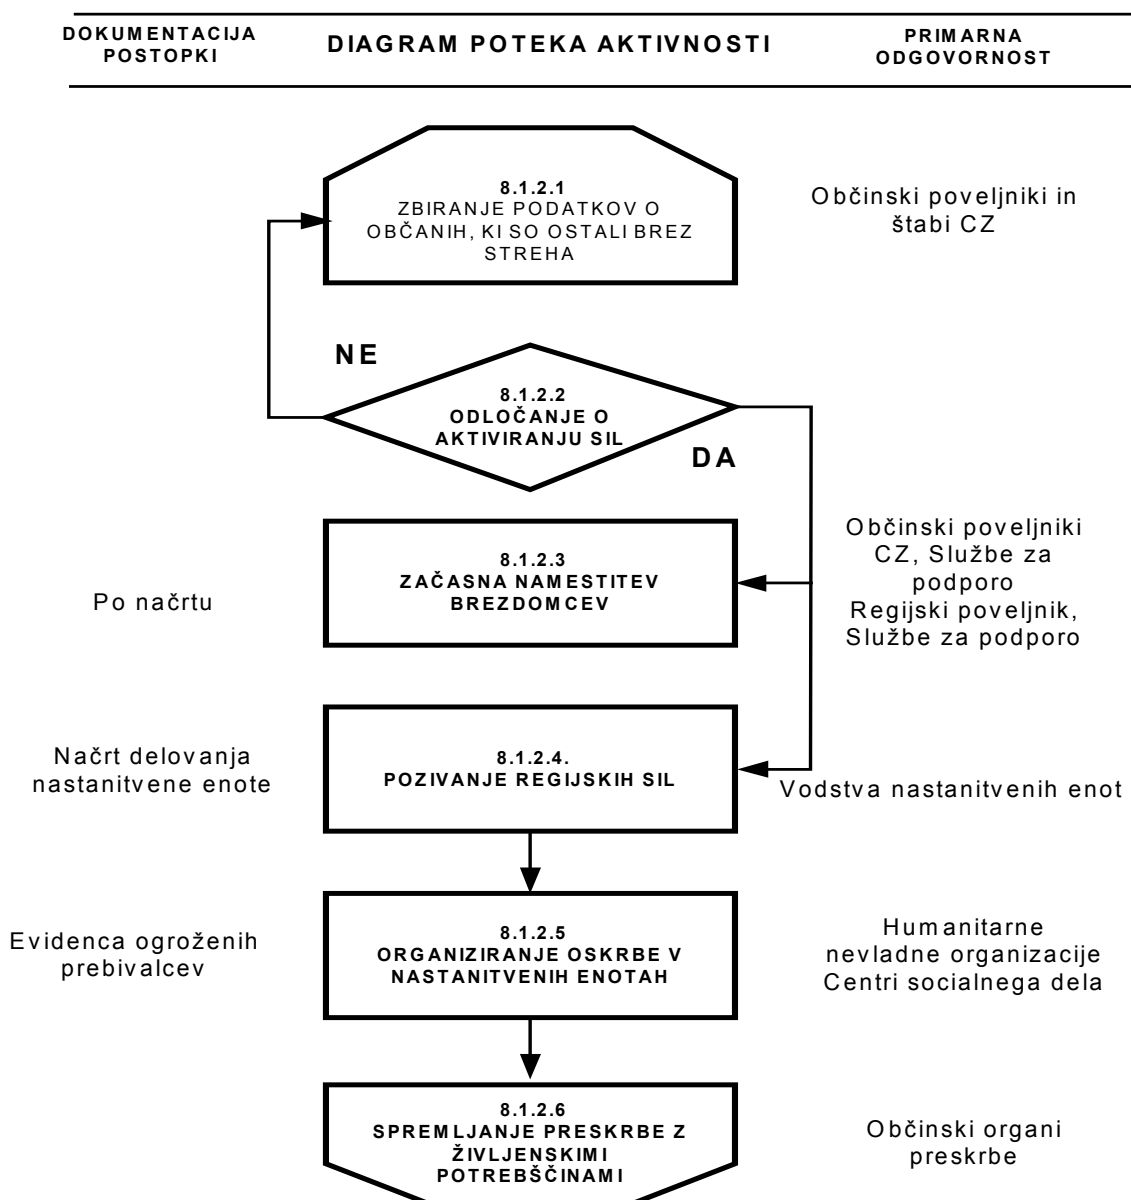 DOKUMENTACIJA
POSTOPKI
DIAGRAM POTEKA AKTIVNOSTI
PRIMARNA
ODGOVORNOST
8.1.2.1
ZBIRANJE PODATKOV O
OBČANIH, KI SO OSTALI BREZ
STREHA
Občinski poveljniki in
štabi CZ
NE
8.1.2.2
ODLOČANJE O
AKTIVIRANJU SIL
DA
Po načrtu
8.1.2.3
ZAČASNA NAMESTITEV
BREZDOMCEV
Občinski poveljniki
CZ, Službe za
podporo
Regijski poveljnik,
Službe za podporo
Načrt delovanja
nastanitvene enote
8.1.2.4.
POZIVANJE REGIJSKIH SIL
Vodstva nastanitvenih enot
Evidenca ogroženih
prebivalcev
8.1.2.5
ORGANIZIRANJE OSKRBE V
NASTANITVENIH ENOTAH
Humanitarne
nevladne organizacije
Centri socialnega dela
8.1.2.6
SPREMLJANJE PRESKRBE Z
ŽIVLJENSKIMI
POTREBŠČINAMI
Občinski organi
preskrbe